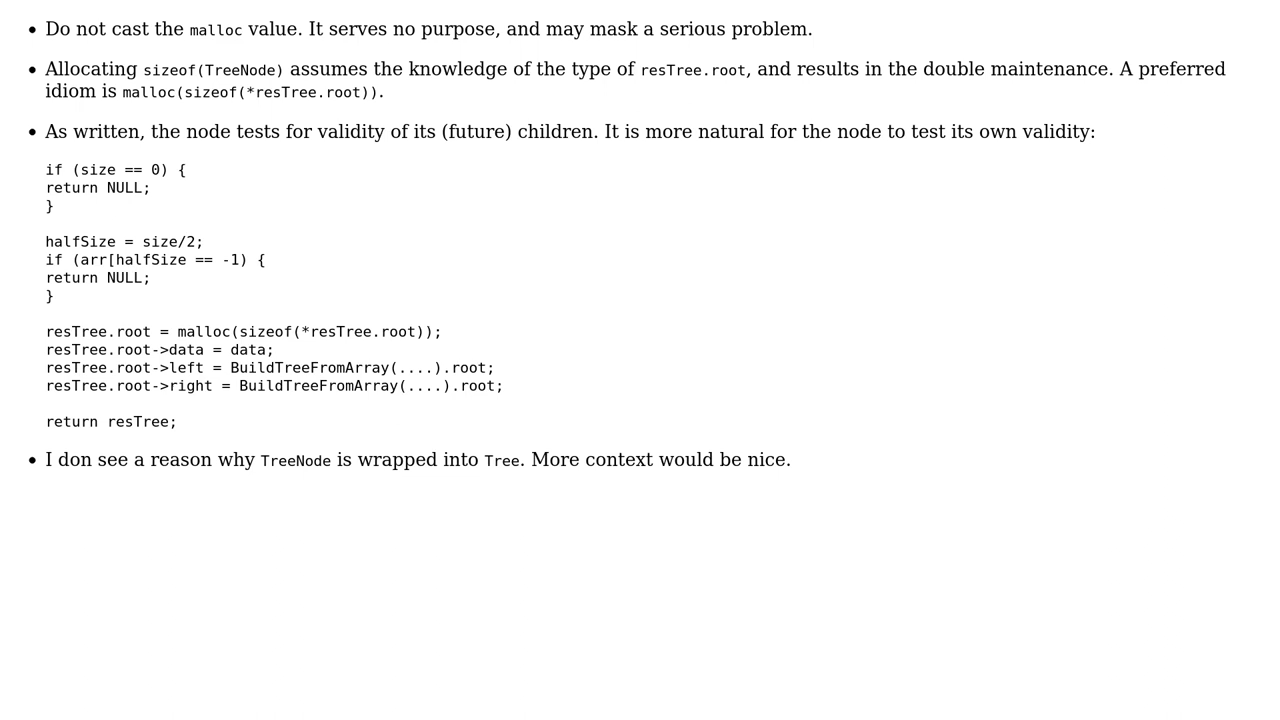 Do not cast the malloc value. It serves no purpose, and may mask a serious problem.
Allocating sizeof(TreeNode) assumes the knowledge of the type of resTree.root, and results in the double maintenance. A preferred
idiom is malloc(sizeof(*resTree.root)).
As written, the node tests for validity of its (future) children. It is more natural for the node to test its own validity:
if (size == 0) {
return NULL;
}
halfSize = size/2;
if (arr[halfSize == -1) {
return NULL;
}
resTree.root = malloc(sizeof(*resTree.root));
resTree.root->data = data;
resTree.root->left = BuildTreeFromArray(....).root;
resTree.root->right = BuildTreeFromArray(....).root;
return resTree;
I don see a reason why TreeNode is wrapped into Tree. More context would be nice.